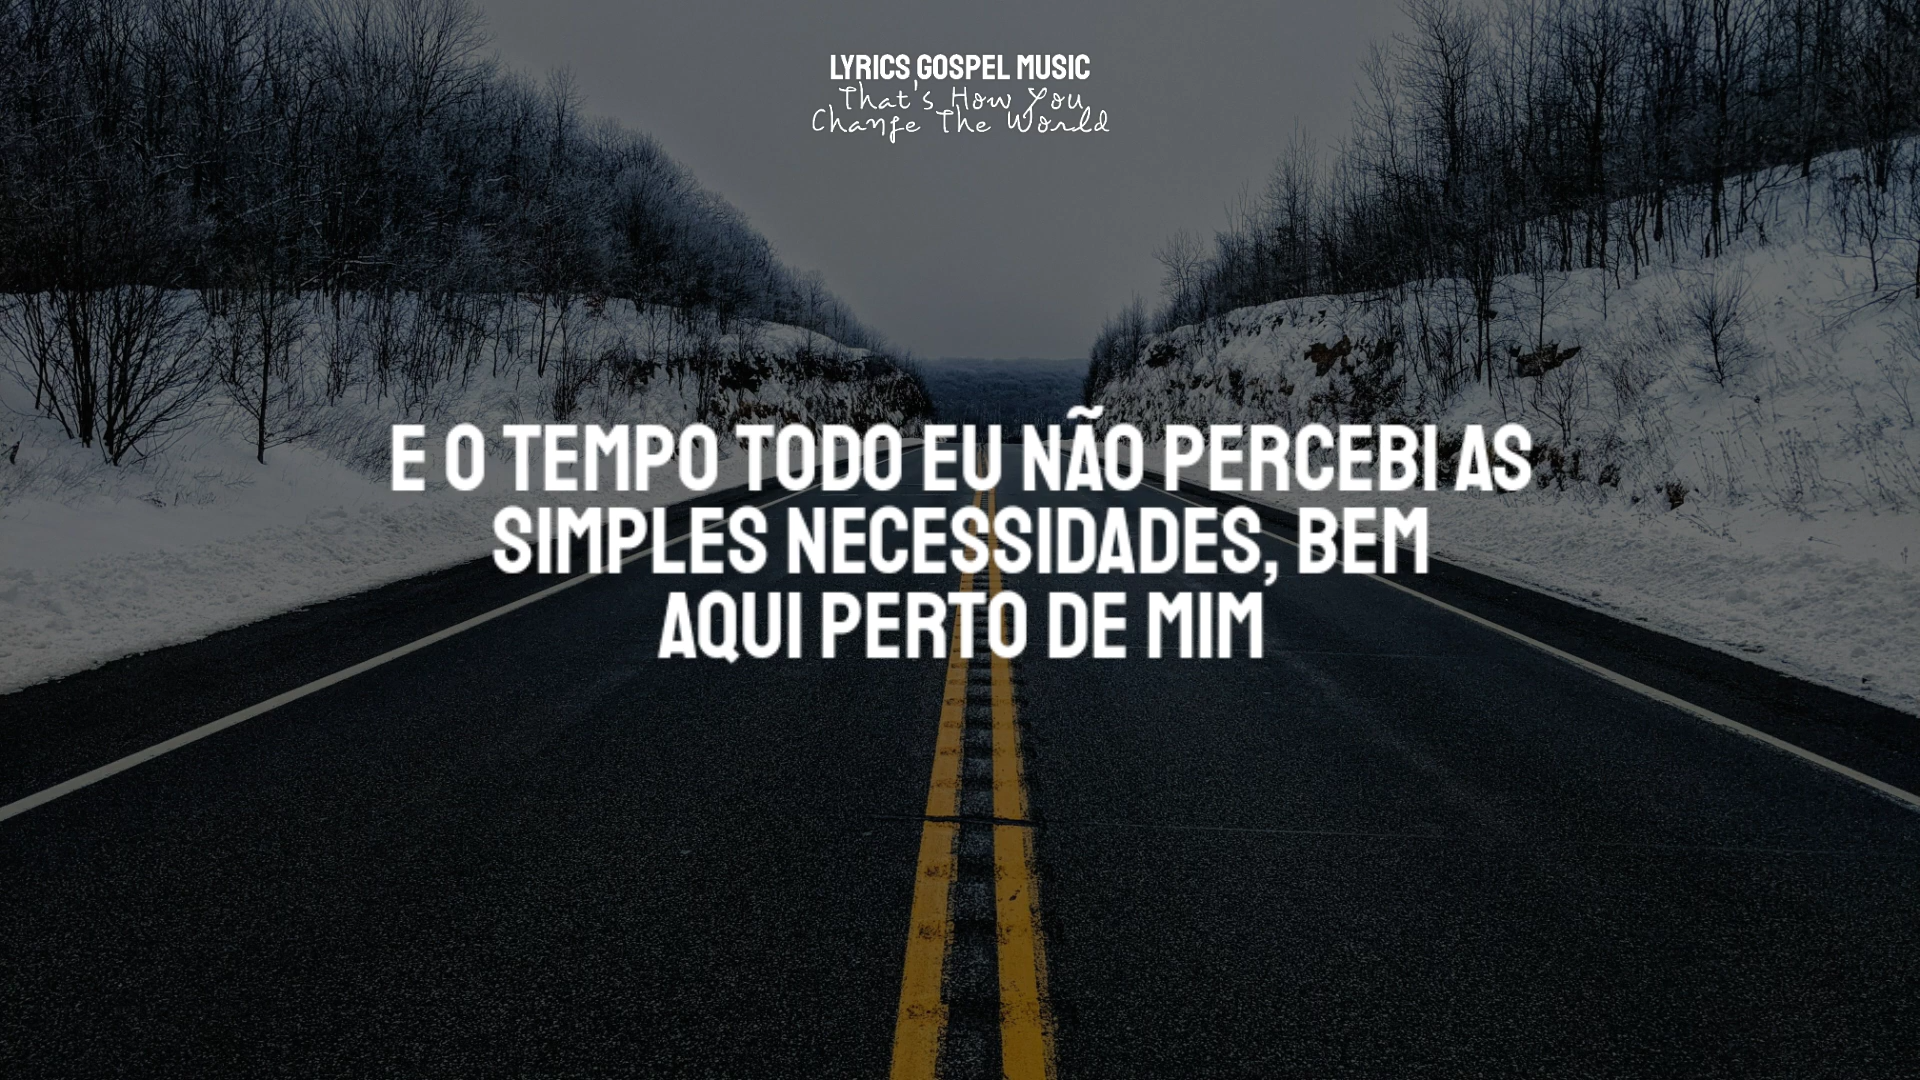 LYRICS GOSPEL MUSIC
That's How You
Change The World
E O TEMPO TODO EU NÃO PERCEBI AS
SIMPLES NECESSIDADES, BEM
AQUI PERTO DE MIM